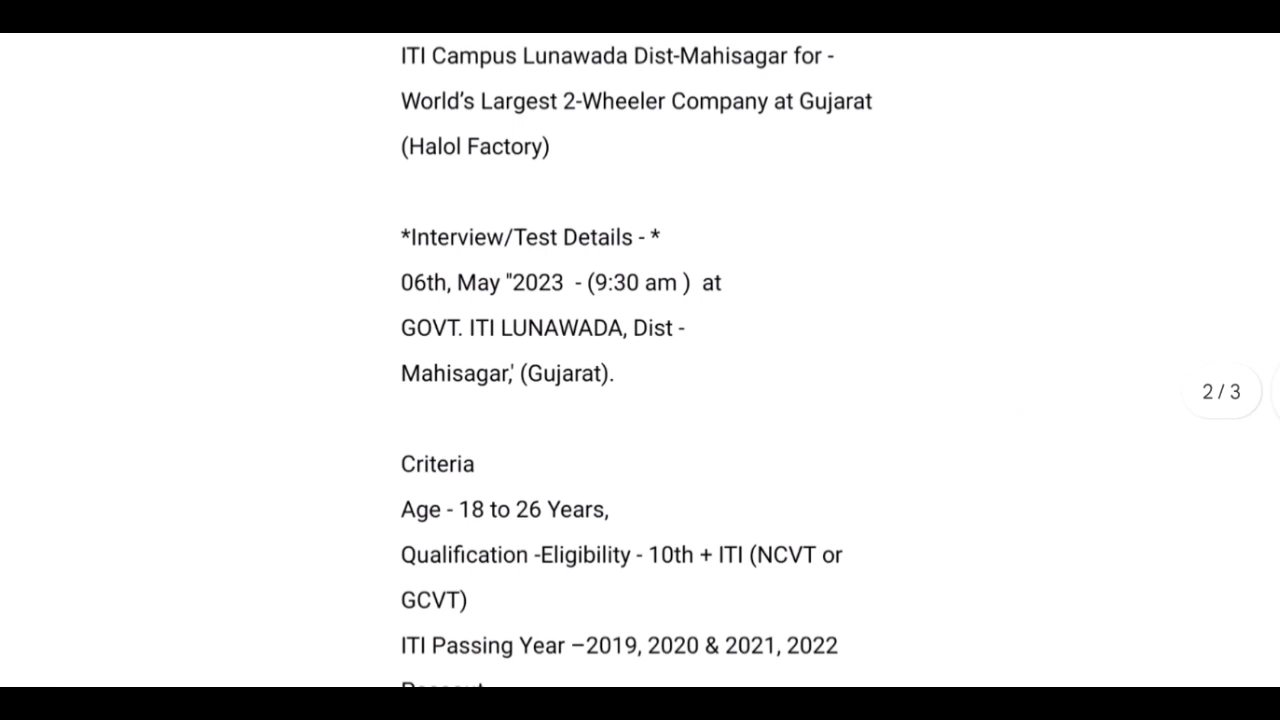 ITI Campus Lunawada Dist-Mahisagar for -
World's Largest 2-Wheeler Company at Gujarat
(Halol Factory)
*Interview/Test Details - *
06th, May "2023  - (9:30 am )  at
GOVT. ITI LUNAWADA, Dist -
Mahisagar,' (Gujarat).
2 / 3
Criteria
Age - 18 to 26 Years,
Qualification -Eligibility - 10th + ITI (NCVT or
GCVT)
ITI Passing Year –2019, 2020 & 2021, 2022